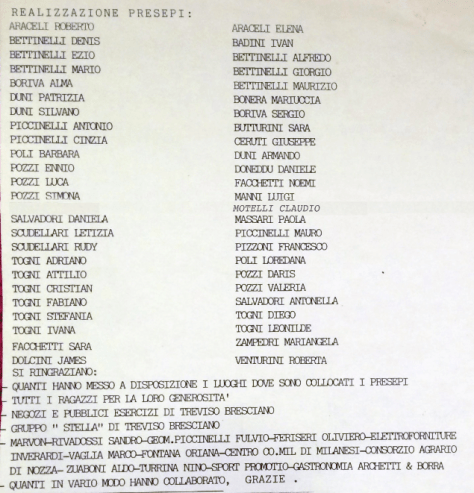 REALIZZAZIONE PRESEPI:
ARACELI ROBERTO ARACELI ELENA
BETTINELLI DENIS BADINI IVAN
BETTINELLI EZIO BETTINELLI ALFREDO
BETTINELLI MARIO BETTINELLI GIORGIO
BORIVA ALMA BETTINELLI MAURIZIO
DUNI PATRIZIA BONERA MARIUCCIA
DUNI SILVANO BORIVA SERGIO
PICCINELLI ANTONIO BUTTURINI SARA
PICCINELLI CINZIA CERUTI GIUSEPPE
POLI BARBARA DUNI ARMANDO
POZZI ENNIO DONEDDU DANIELE
POZZI LUCA FACCHETTI NOEMI
POZZI SIMONA MANNI LUIGI
MOTELLI CLAUDIO
SALVADORI DANIELA MASSARI PAOLA
SCUDELLARI LETIZIA PICCINELLI MAURO
SCUDELLARI RUDY PIZZONI FRANCESCO
TOGNI ADRIANO POLI LOREDANA
TOGNI ATTILIO POZZI DARIS
TOGNI CRISTIAN POZZI VALERIA
TOGNI FABIANO SALVADORI ANTONELLA
TOGNI STEFANIA TOGNI DIEGO
TOGNI IVANA TOGNI LEONILDE
FACCHETTI SARA ZAMPEDRI MARIANGELA
DOLCINI JAMES VENTURINI ROBERTA
SI RINGRAZIANO:
- QUANTI HANNO MESSO A DISPOSIZIONE I LUOGHI DOVE SONO COLLOCATI I PRESEPI
- TUTTI I RAGAZZI PER LA LORO GENEROSITA'
- NEGOZI E PUBBLICI ESERCIZI DI TREVISO BRESCIANO
- GRUPPO " STELLA" DI TREVISO BRESCIANO
- MARVON-RIVADOSSI SANDRO-GEOM.PICCINELLI FULVIO-FERISERI OLIVIERO-ELETTROFORNITURE
INVERARDI-VAGLIA MARCO-FONTANA ORIANA-CENTRO CO.MIL DI MILANESI-CONSORZIO AGRARIO
DI NOZZA- ZUABONI ALDO-TURRINA NINO-SPORT PROMOTIO-GASTRONOMIA ARCHETTI & BORRA
- QUANTI IN VARIO MODO HANNO COLLABORATO, GRAZIE .